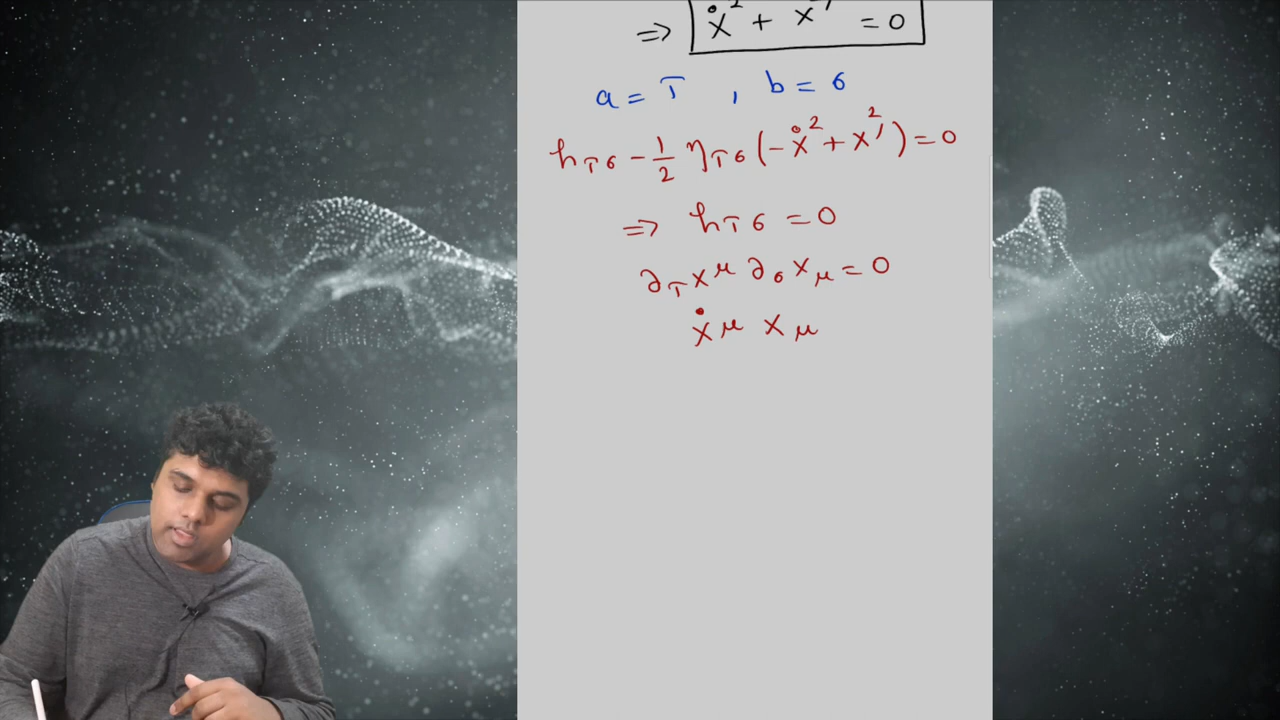 ⇒ ẋ² + x'² = 0
a = τ , b = σ
h_τσ − 1/2 η_τσ (−ẋ² + x'²) = 0
⇒ h_τσ = 0
∂_τ x^μ ∂_σ x_μ = 0
ẋ^μ x_μ